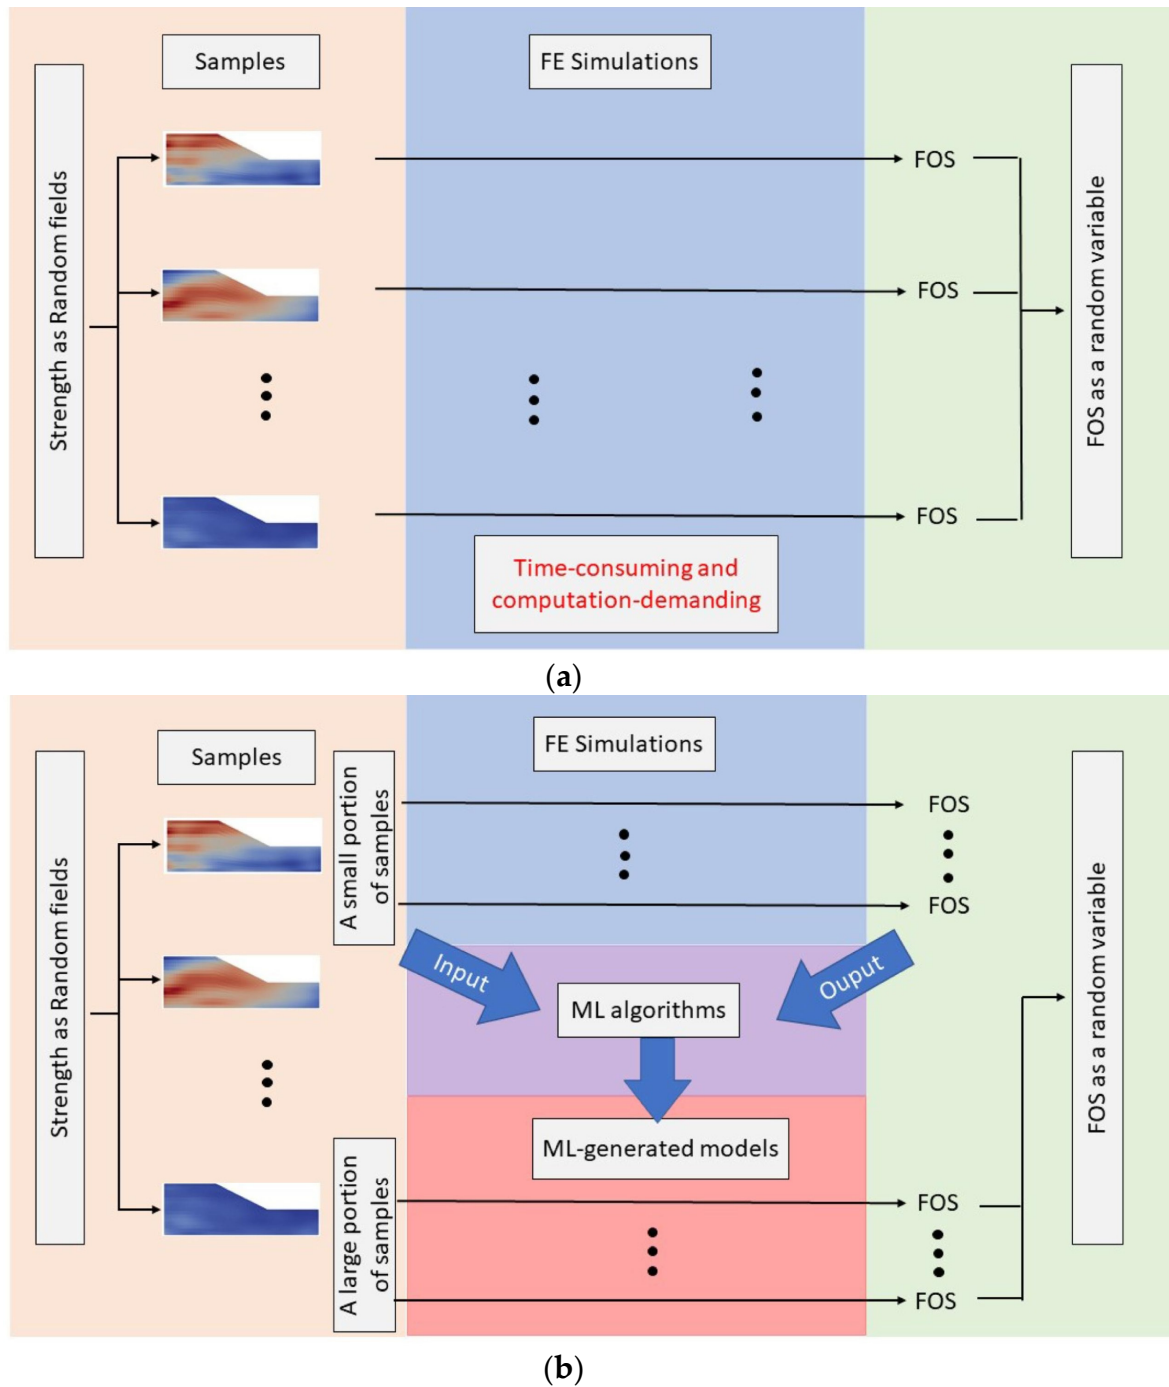 Samples
FE Simulations
Strength as Random fields
FOS
FOS
FOS
FOS as a random variable
Time-consuming and
computation-demanding
(a)
Samples
FE Simulations
Strength as Random fields
A small portion
of samples
FOS
FOS
Input
Ouput
ML algorithms
ML-generated models
A large portion
of samples
FOS
FOS
FOS as a random variable
(b)